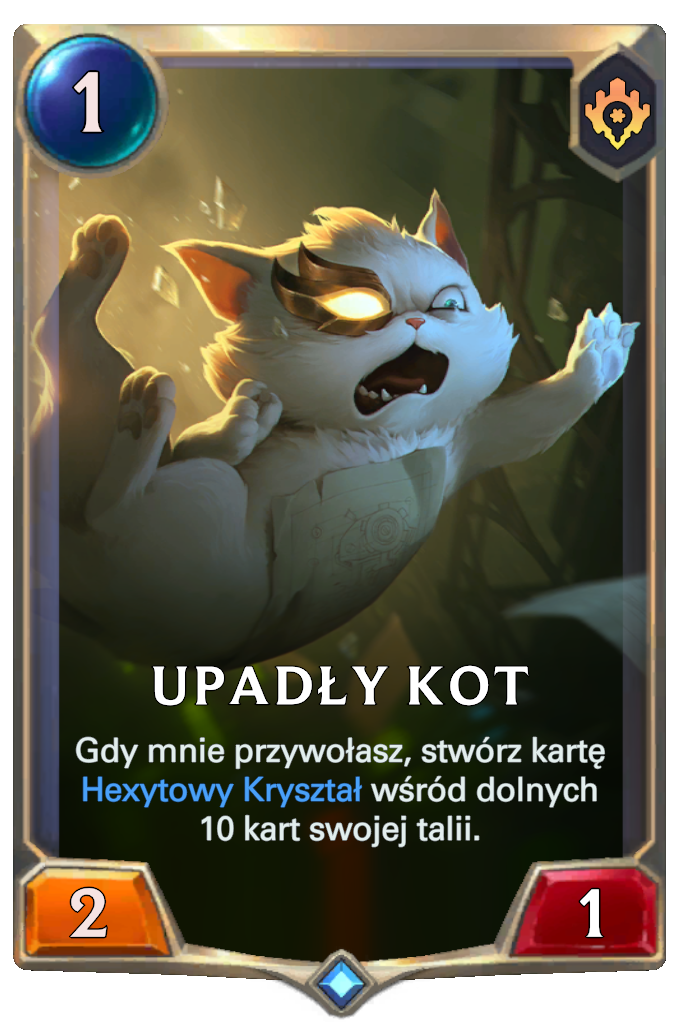 1
UPADŁY KOT
Gdy mnie przywołasz, stwórz kartę
Hexytowy Kryształ wśród dolnych
10 kart swojej talii.
2
1